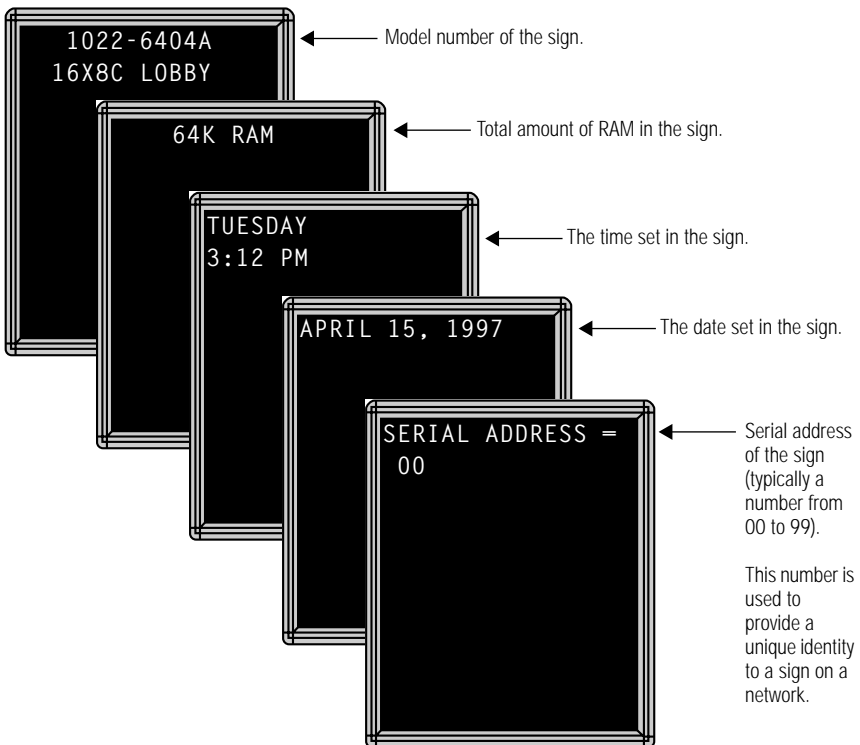 1022-6404A
16X8C LOBBY
Model number of the sign.
64K RAM
Total amount of RAM in the sign.
TUESDAY
3:12 PM
The time set in the sign.
APRIL 15, 1997
The date set in the sign.
SERIAL ADDRESS =
00
Serial address
of the sign
(typically a
number from
00 to 99).
This number is
used to
provide a
unique identity
to a sign on a
network.